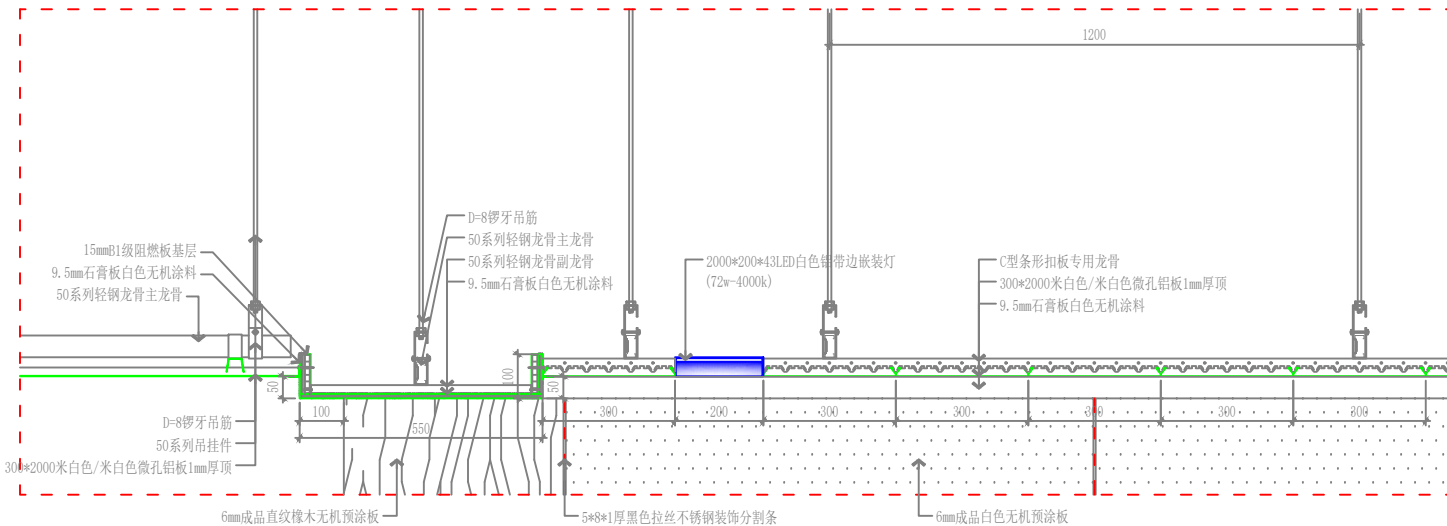 1200
D=8镙牙吊筋
50系列轻钢龙骨主龙骨
50系列轻钢龙骨副龙骨
9.5mm石膏板白色无机涂料
15mmB1级阻燃板基层
9.5mm石膏板白色无机涂料
50系列轻钢龙骨主龙骨
2000*200*43LED白色铝带边嵌装灯
(72w-4000k)
C型条形扣板专用龙骨
300*2000米白色/米白色微孔铝板1mm厚顶
9.5mm石膏板白色无机涂料
50
100
50
100
550
300
200
300
300
300
300
300
D=8镙牙吊筋
50系列吊挂件
300*2000米白色/米白色微孔铝板1mm厚顶
6mm成品直纹橡木无机预涂板
5*8*1厚黑色拉丝不锈钢装饰分割条
6mm成品白色无机预涂板